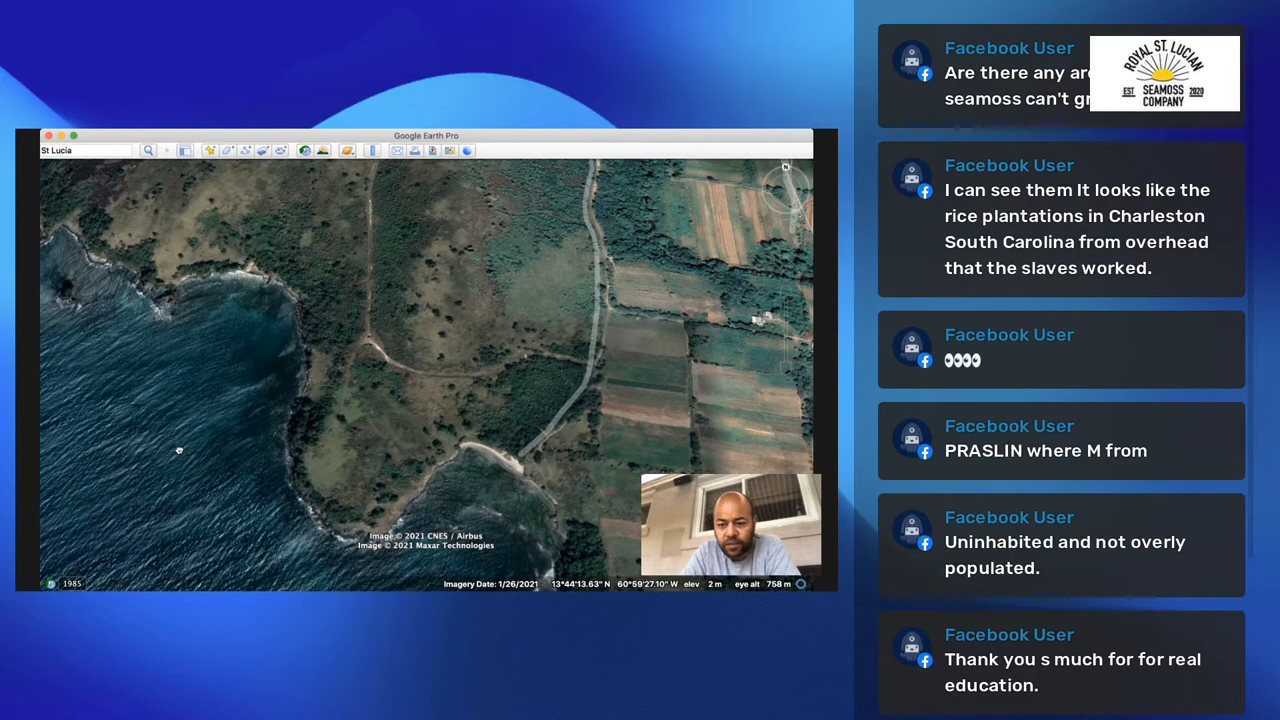 Google Earth Pro
St Lucia
N
Image © 2021 CNES / Airbus
Image © 2021 Maxar Technologies
1985
Imagery Date: 1/26/2021 13°44'13.63" N 60°59'27.10" W elev 2 m eye alt 758 m
Facebook User
Are there any
seamoss can't
ROYAL ST. LUCIAN
EST SEAMOSS 2020
COMPANY
Facebook User
I can see them It looks like the
rice plantations in Charleston
South Carolina from overhead
that the slaves worked.
Facebook User
👀👀
Facebook User
PRASLIN where M from
Facebook User
Uninhabited and not overly
populated.
Facebook User
Thank you s much for for real
education.